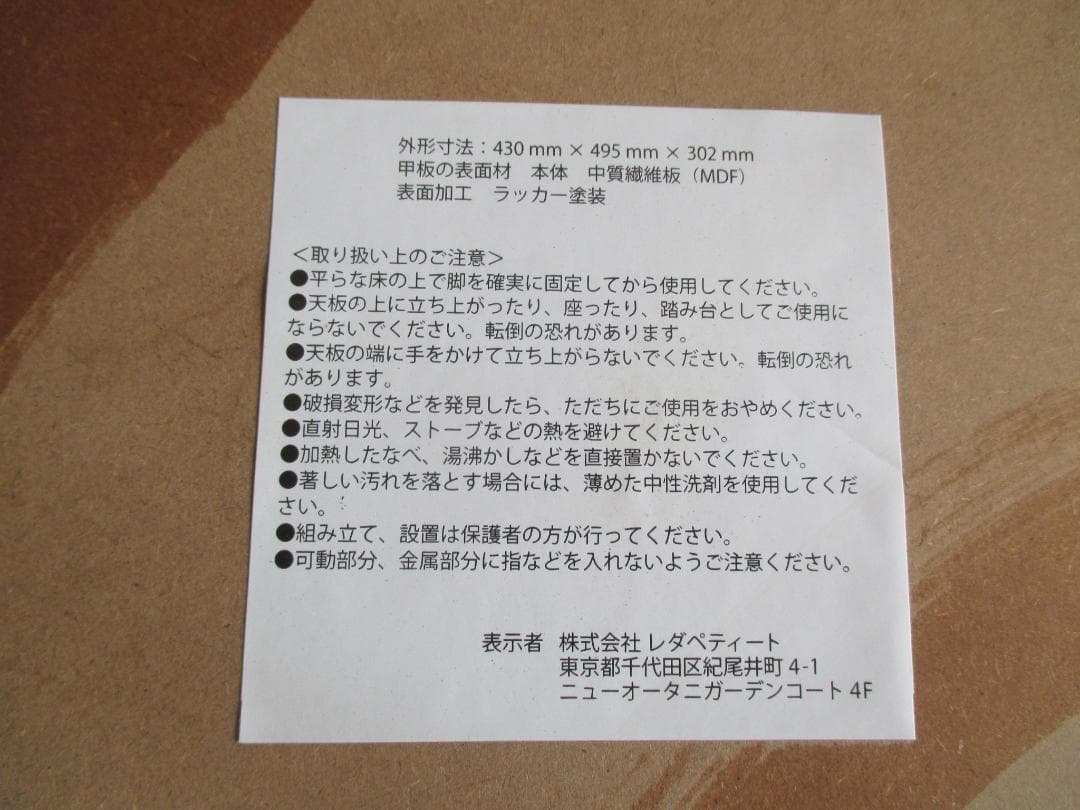 外形寸法：430 mm × 495 mm × 302 mm
甲板の表面材　本体　中質繊維板（MDF）
表面加工　ラッカー塗装
＜取り扱い上のご注意＞
●平らな床の上で脚を確実に固定してから使用してください。
●天板の上に立ち上がったり、座ったり、踏み台としてご使用に
ならないでください。転倒の恐れがあります。
●天板の端に手をかけて立ち上がらないでください。転倒の恐れ
があります。
●破損変形などを発見したら、ただちにご使用をおやめください。
●直射日光、ストーブなどの熱を避けてください。
●加熱したなべ、湯沸かしなどを直接置かないでください。
●著しい汚れを落とす場合には、薄めた中性洗剤を使用してくだ
さい。
●組み立て、設置は保護者の方が行ってください。
●可動部分、金属部分に指などを入れないようご注意ください。
表示者　株式会社 レダペティート
東京都千代田区紀尾井町 4-1
ニューオータニガーデンコート 4F